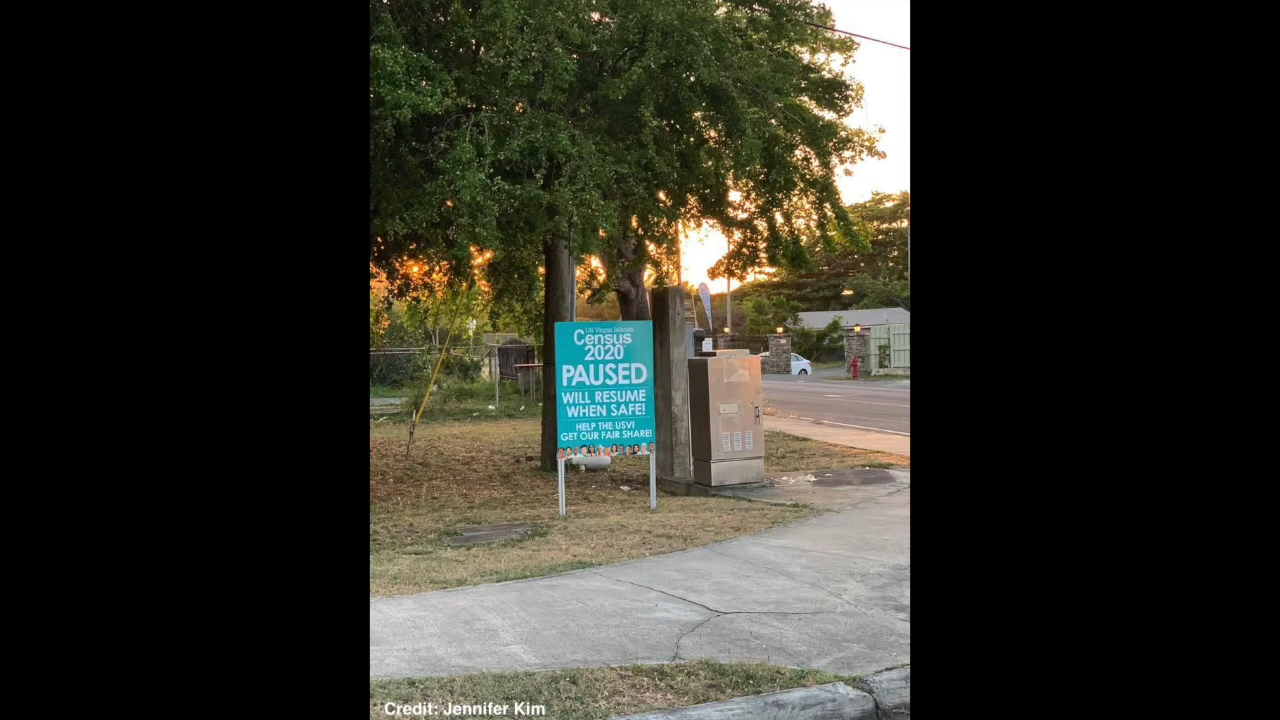 US Virgin Islands
Census
2020
PAUSED
WILL RESUME
WHEN SAFE!
HELP THE USVI
GET OUR FAIR SHARE!
Credit: Jennifer Kim